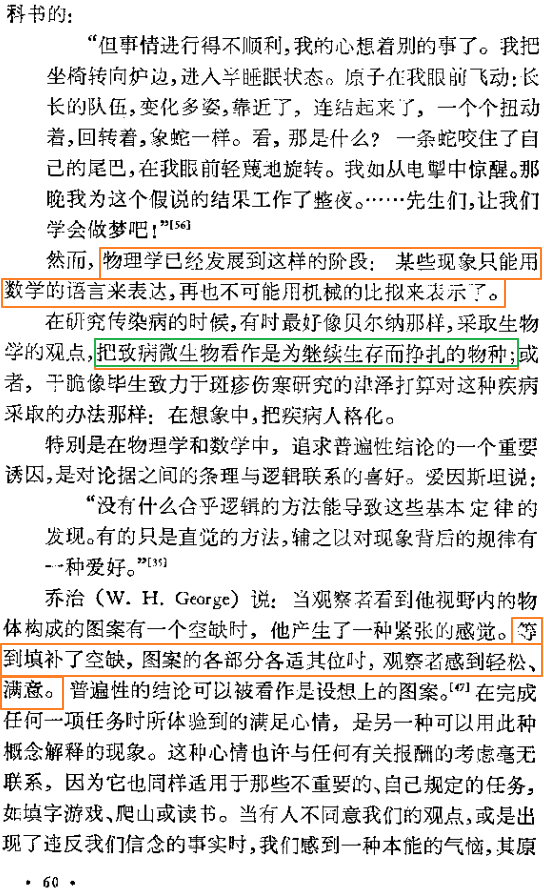 科书的：
“但事情进行得不顺利，我的心想着别的事了。我把
坐椅转向炉边，进入半睡眠状态。原子在我眼前飞动：长
长的队伍，变化多姿，靠近了，连结起来了，一个个扭动
着，回转着，象蛇一样。看，那是什么？一条蛇咬住了自
己的尾巴，在我眼前轻蔑地旋转。我如从电掣中惊醒。那
晚我为这个假说的结果工作了整夜。……先生们，让我们
学会做梦吧！”[56]
然而，物理学已经发展到这样的阶段：某些现象只能用
数学的语言来表达，再也不可能用机械的比拟来表示了。
在研究传染病的时候，有时最好像贝尔纳那样，采取生物
学的观点，把致病微生物看作是为继续生存而挣扎的物种；或
者，干脆像毕生致力于斑疹伤寒研究的津泽打算对这种疾病
采取的办法那样：在想象中，把疾病人格化。
特别是在物理学和数学中，追求普遍性结论的一个重要
诱因，是对论据之间的条理与逻辑联系的喜好。爱因斯坦说：
“没有什么合乎逻辑的方法能导致这些基本定律的
发现。有的只是直觉的方法，辅之以对现象背后的规律有
一种爱好。”[35]
乔治（W. H. George）说：当观察者看到他视野内的物
体构成的图案有一个空缺时，他产生了一种紧张的感觉。等
到填补了空缺，图案的各部分各适其位时，观察者感到轻松、
满意。普遍性的结论可以被看作是设想上的图案。[47]在完成
任何一项任务时所体验到的满足心情，是另一种可以用此种
概念解释的现象。这种心情也许与任何有关报酬的考虑毫无
联系，因为它也同样适用于那些不重要的、自己规定的任务，
如填字游戏、爬山或读书。当有人不同意我们的观点，或是出
现了违反我们信念的事实时，我们感到一种本能的气恼，其原
• 60 •